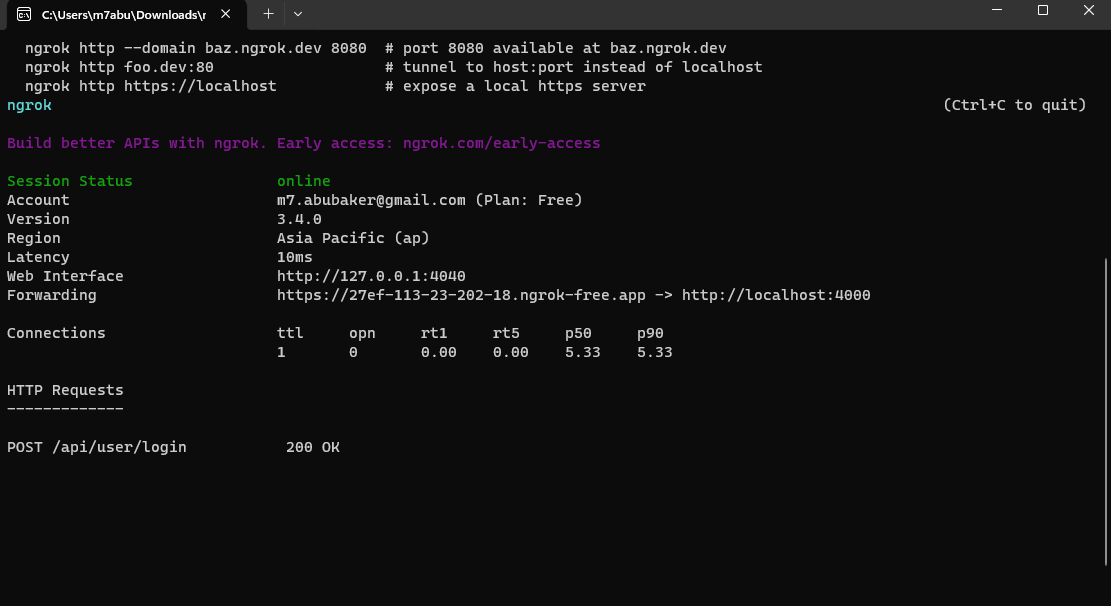 C:\Users\m7abu\Downloads\r
ngrok http --domain baz.ngrok.dev 8080 # port 8080 available at baz.ngrok.dev
ngrok http foo.dev:80 # tunnel to host:port instead of localhost
ngrok http https://localhost # expose a local https server
ngrok (Ctrl+C to quit)
Build better APIs with ngrok. Early access: ngrok.com/early-access
Session Status online
Account m7.abubaker@gmail.com (Plan: Free)
Version 3.4.0
Region Asia Pacific (ap)
Latency 10ms
Web Interface http://127.0.0.1:4040
Forwarding https://27ef-113-23-202-18.ngrok-free.app -> http://localhost:4000
Connections ttl opn rt1 rt5 p50 p90
1 0 0.00 0.00 5.33 5.33
HTTP Requests
-------------
POST /api/user/login 200 OK